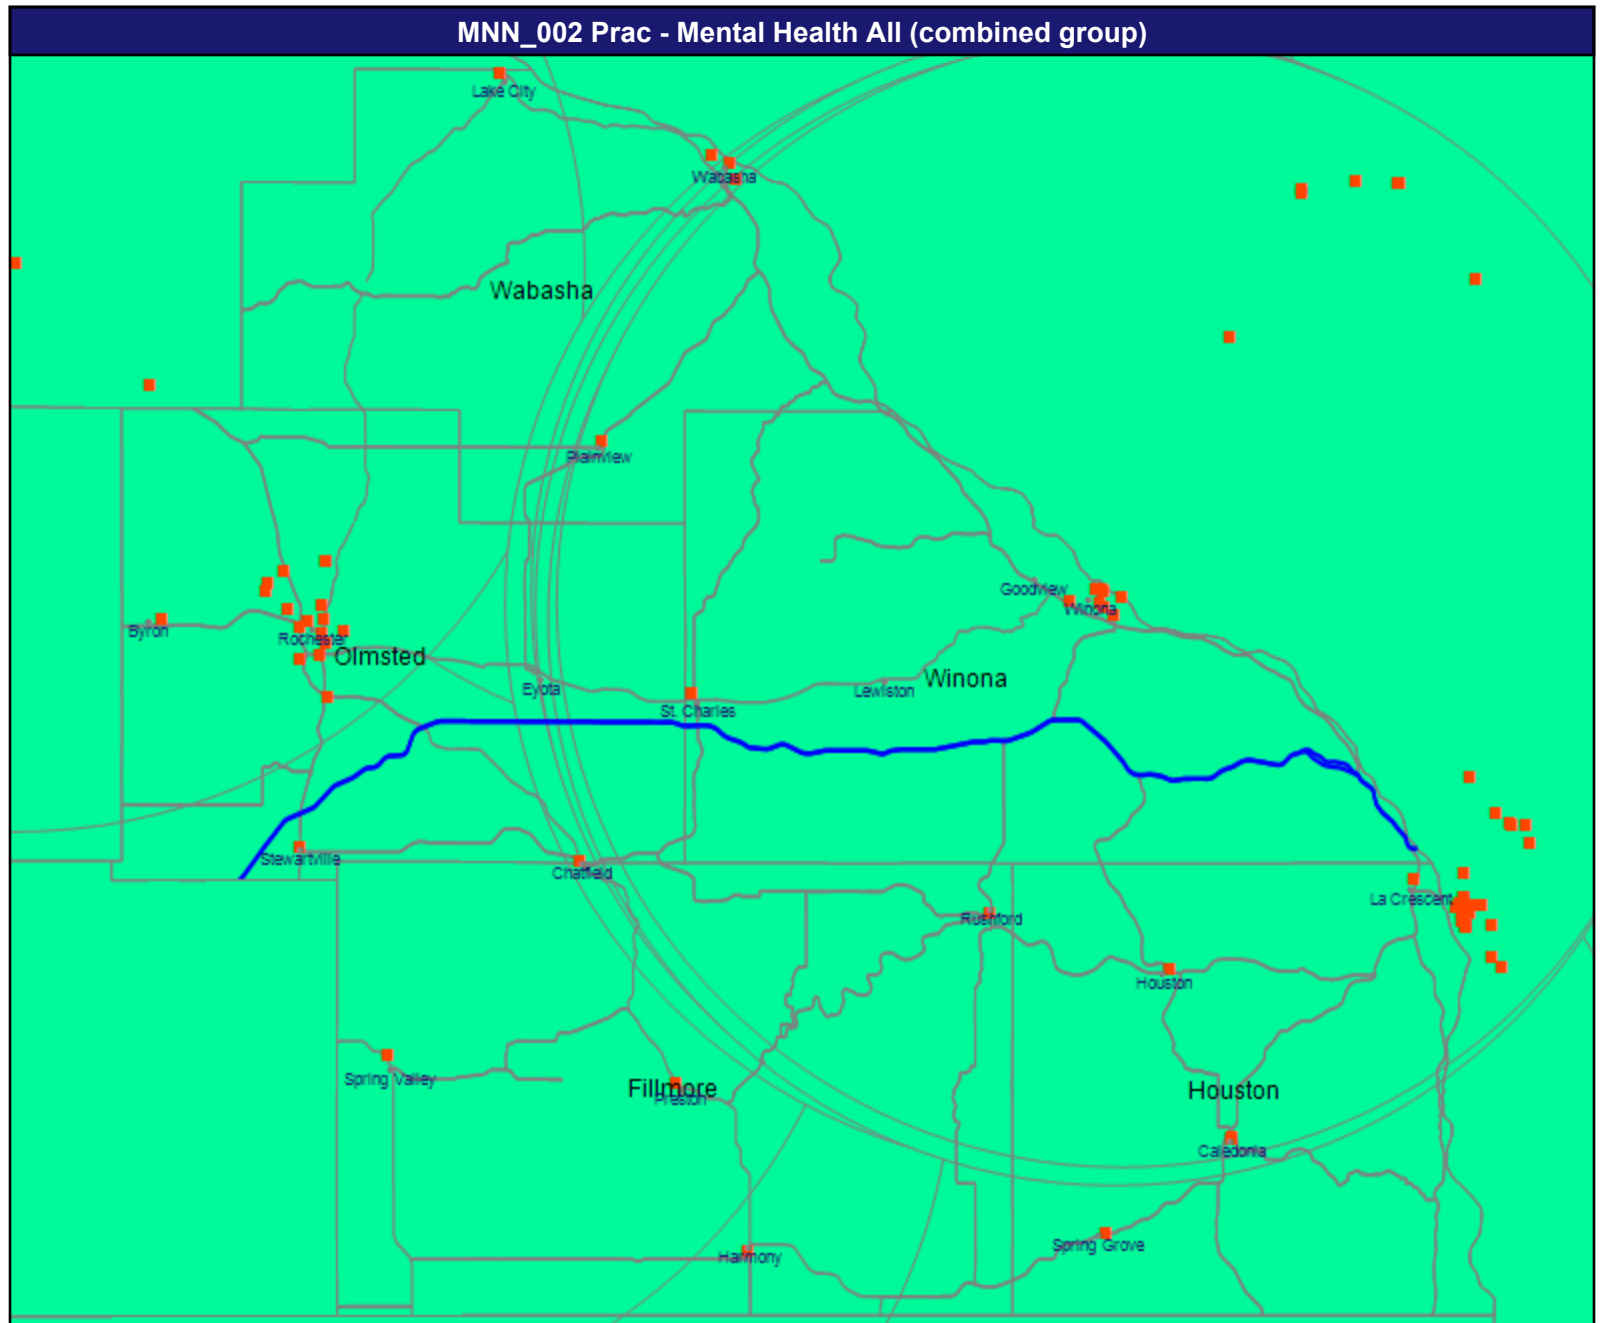 MNN_002 Prac - Mental Health All (combined group)
Lake City
Wabasha
Wabasha
Plainview
Goodview
Winona
Byron
Rochester
Olmsted
Eyota
St. Charles
Lewiston
Winona
Stewartville
Chatfield
La Crescent
Rushford
Houston
Spring Valley
Fillmore
Preston
Houston
Caledonia
Harmony
Spring Grove